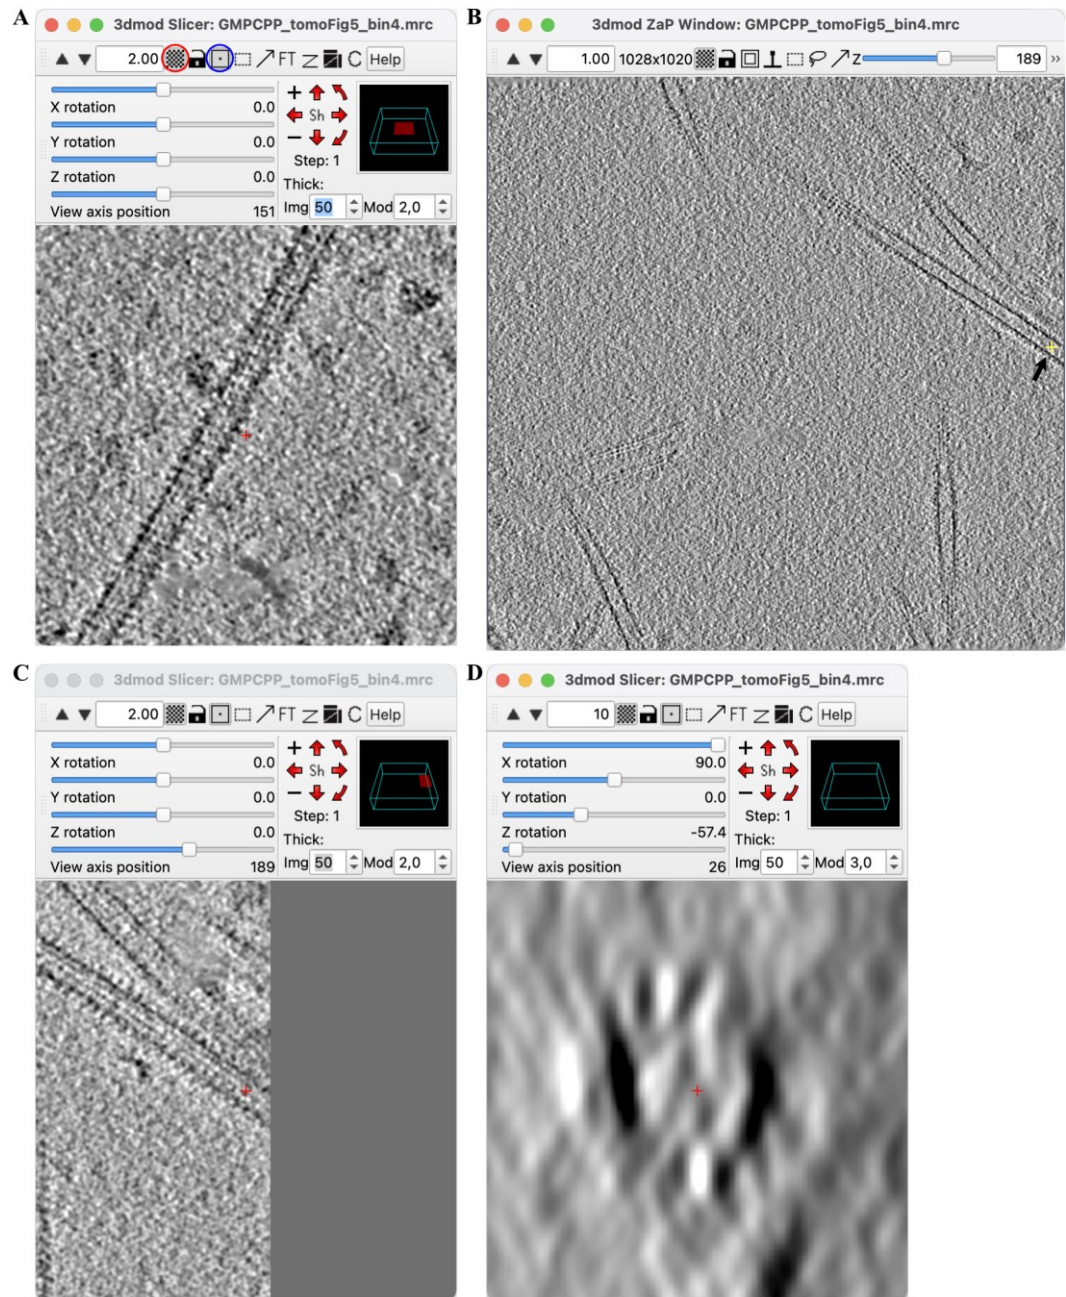 A
3dmod Slicer: GMPCPP_tomoFig5_bin4.mrc
2.00 FT Z C Help
X rotation 0.0
Y rotation 0.0
Z rotation 0.0
View axis position 151
+ Sh −
Step: 1
Thick:
Img 50 Mod 2,0
B
3dmod ZaP Window: GMPCPP_tomoFig5_bin4.mrc
1.00 1028x1020 Z 189 »
C
3dmod Slicer: GMPCPP_tomoFig5_bin4.mrc
2.00 FT Z C Help
X rotation 0.0
Y rotation 0.0
Z rotation 0.0
View axis position 189
+ Sh −
Step: 1
Thick:
Img 50 Mod 2,0
D
3dmod Slicer: GMPCPP_tomoFig5_bin4.mrc
10 FT Z C Help
X rotation 90.0
Y rotation 0.0
Z rotation -57.4
View axis position 26
+ Sh −
Step: 1
Thick:
Img 50 Mod 3,0